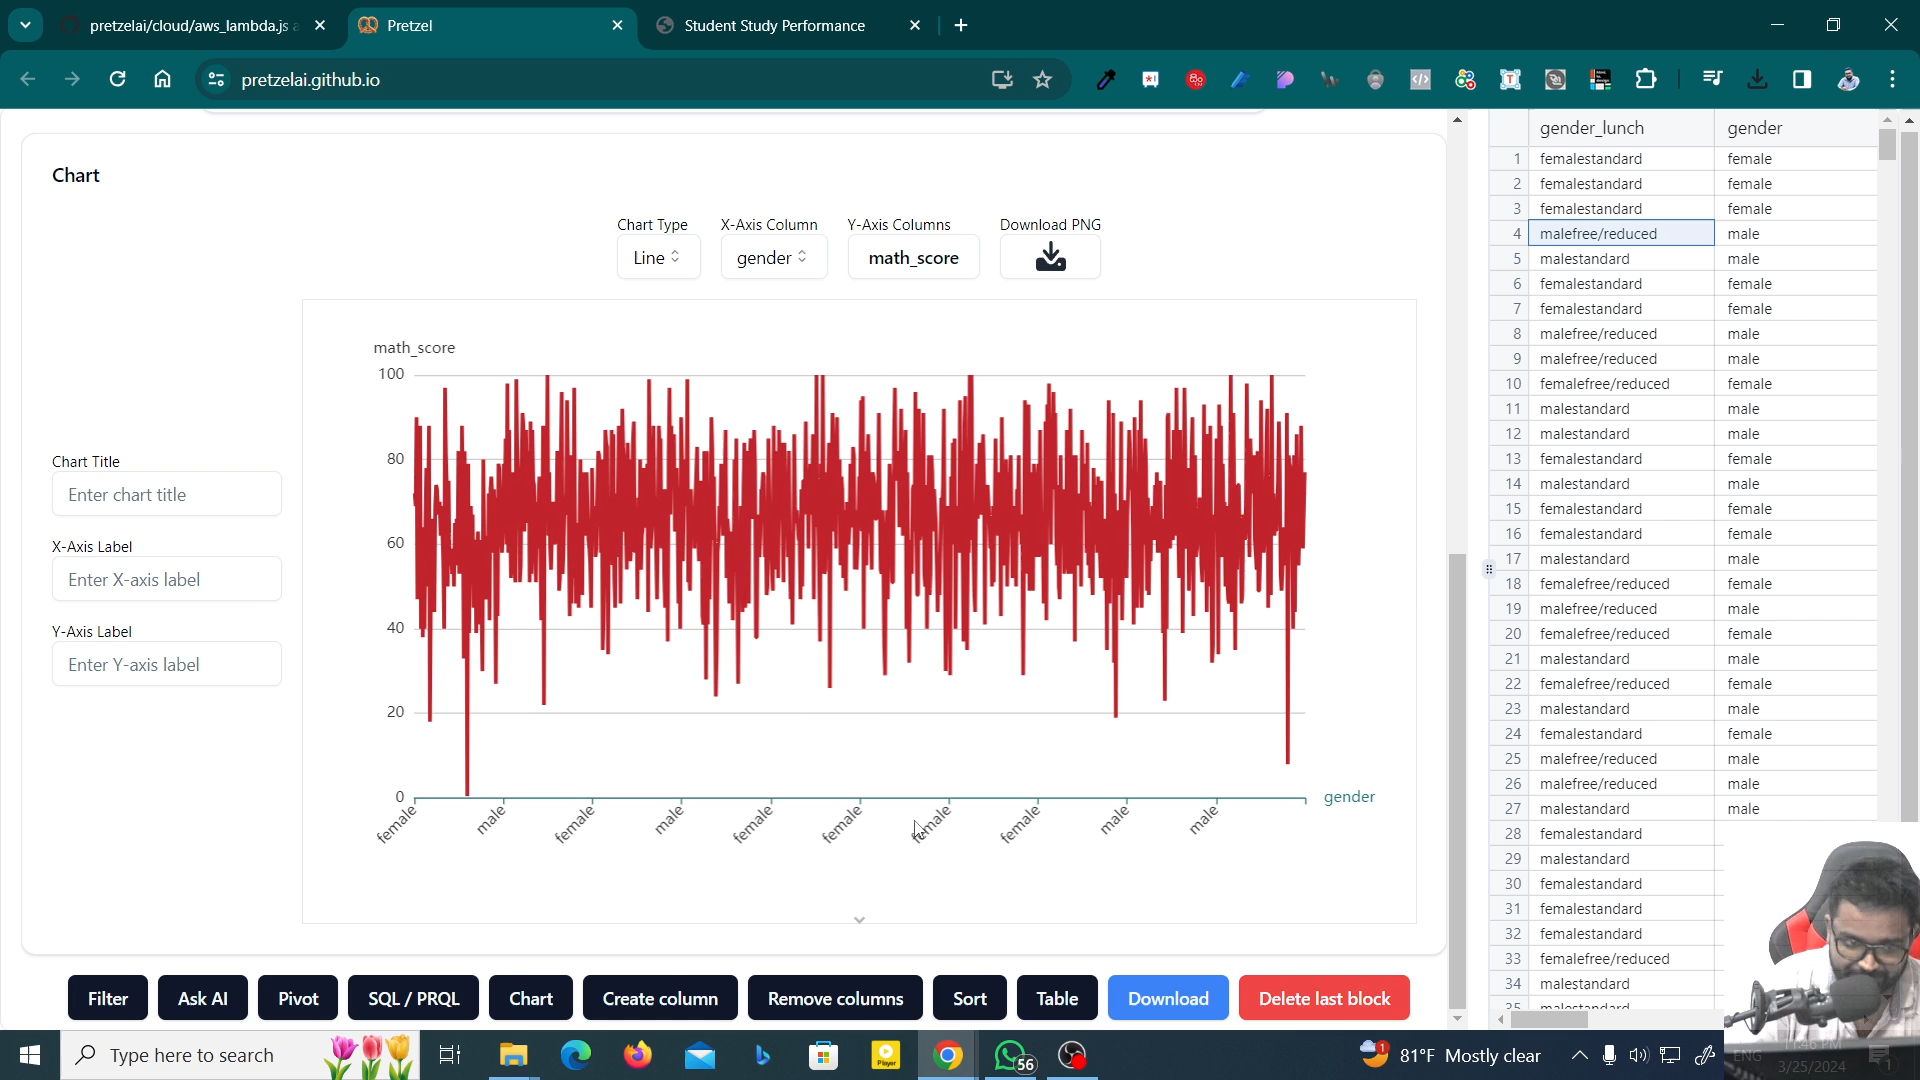 pretzelai/cloud/aws_lambda.js a
Pretzel
Student Study Performance
pretzelai.github.io
Chart
Chart Type
X-Axis Column
Y-Axis Columns
Download PNG
Line
gender
math_score
Chart Title
Enter chart title
X-Axis Label
Enter X-axis label
Y-Axis Label
Enter Y-axis label
math_score
100
80
60
40
20
0
female
male
female
male
female
female
female
female
male
male
gender
gender_lunch gender
1 femalestandard female
2 femalestandard female
3 femalestandard female
4 malefree/reduced male
5 malestandard male
6 femalestandard female
7 femalestandard female
8 malefree/reduced male
9 malefree/reduced male
10 femalefree/reduced female
11 malestandard male
12 malestandard male
13 femalestandard female
14 malestandard male
15 femalestandard female
16 femalestandard female
17 malestandard male
18 femalefree/reduced female
19 malefree/reduced male
20 femalefree/reduced female
21 malestandard male
22 femalefree/reduced female
23 malestandard male
24 femalestandard female
25 malefree/reduced male
26 malefree/reduced male
27 malestandard male
28 femalestandard
29 malestandard
30 femalestandard
31 femalestandard
32 femalestandard
33 femalefree/reduced
34 malestandard
35 malestandard
Filter
Ask AI
Pivot
SQL / PRQL
Chart
Create column
Remove columns
Sort
Table
Download
Delete last block
Type here to search
Player
56
1
81°F Mostly clear
ENG
11:46 PM
3/25/2024
1